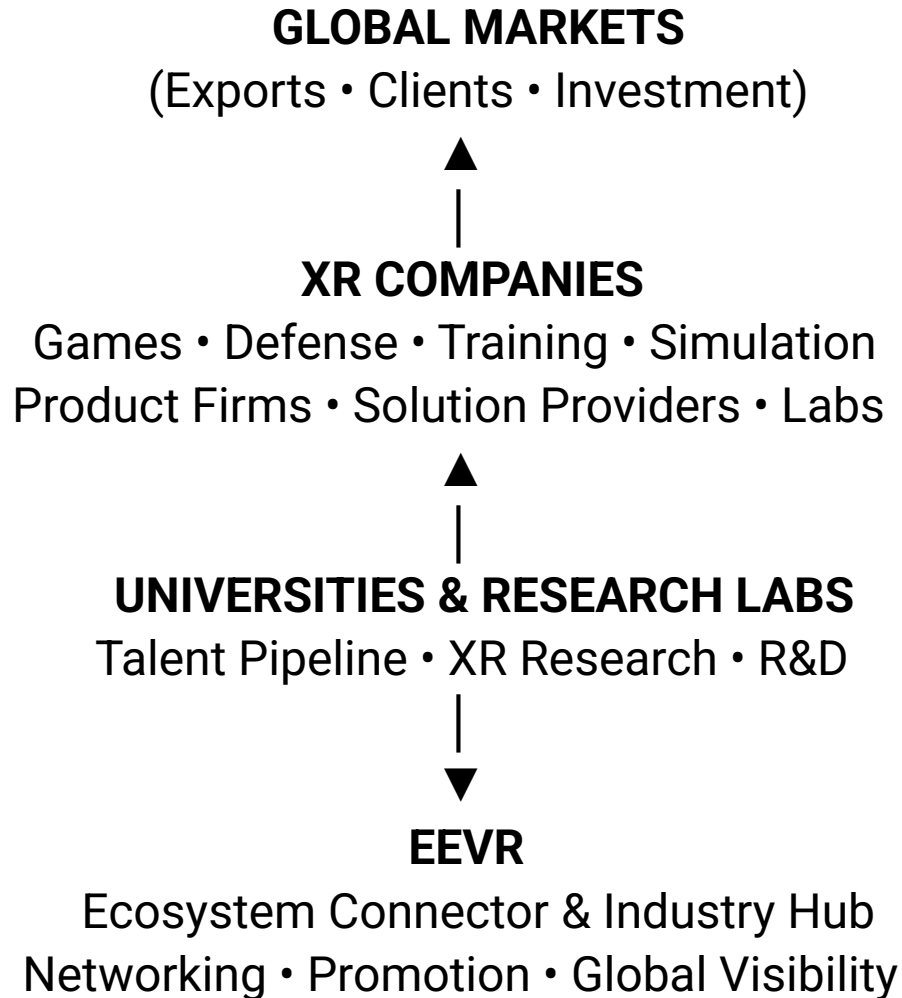 GLOBAL MARKETS
(Exports • Clients • Investment)
XR COMPANIES
Games • Defense • Training • Simulation
Product Firms • Solution Providers • Labs
UNIVERSITIES & RESEARCH LABS
Talent Pipeline • XR Research • R&D
EEVR
Ecosystem Connector & Industry Hub
Networking • Promotion • Global Visibility